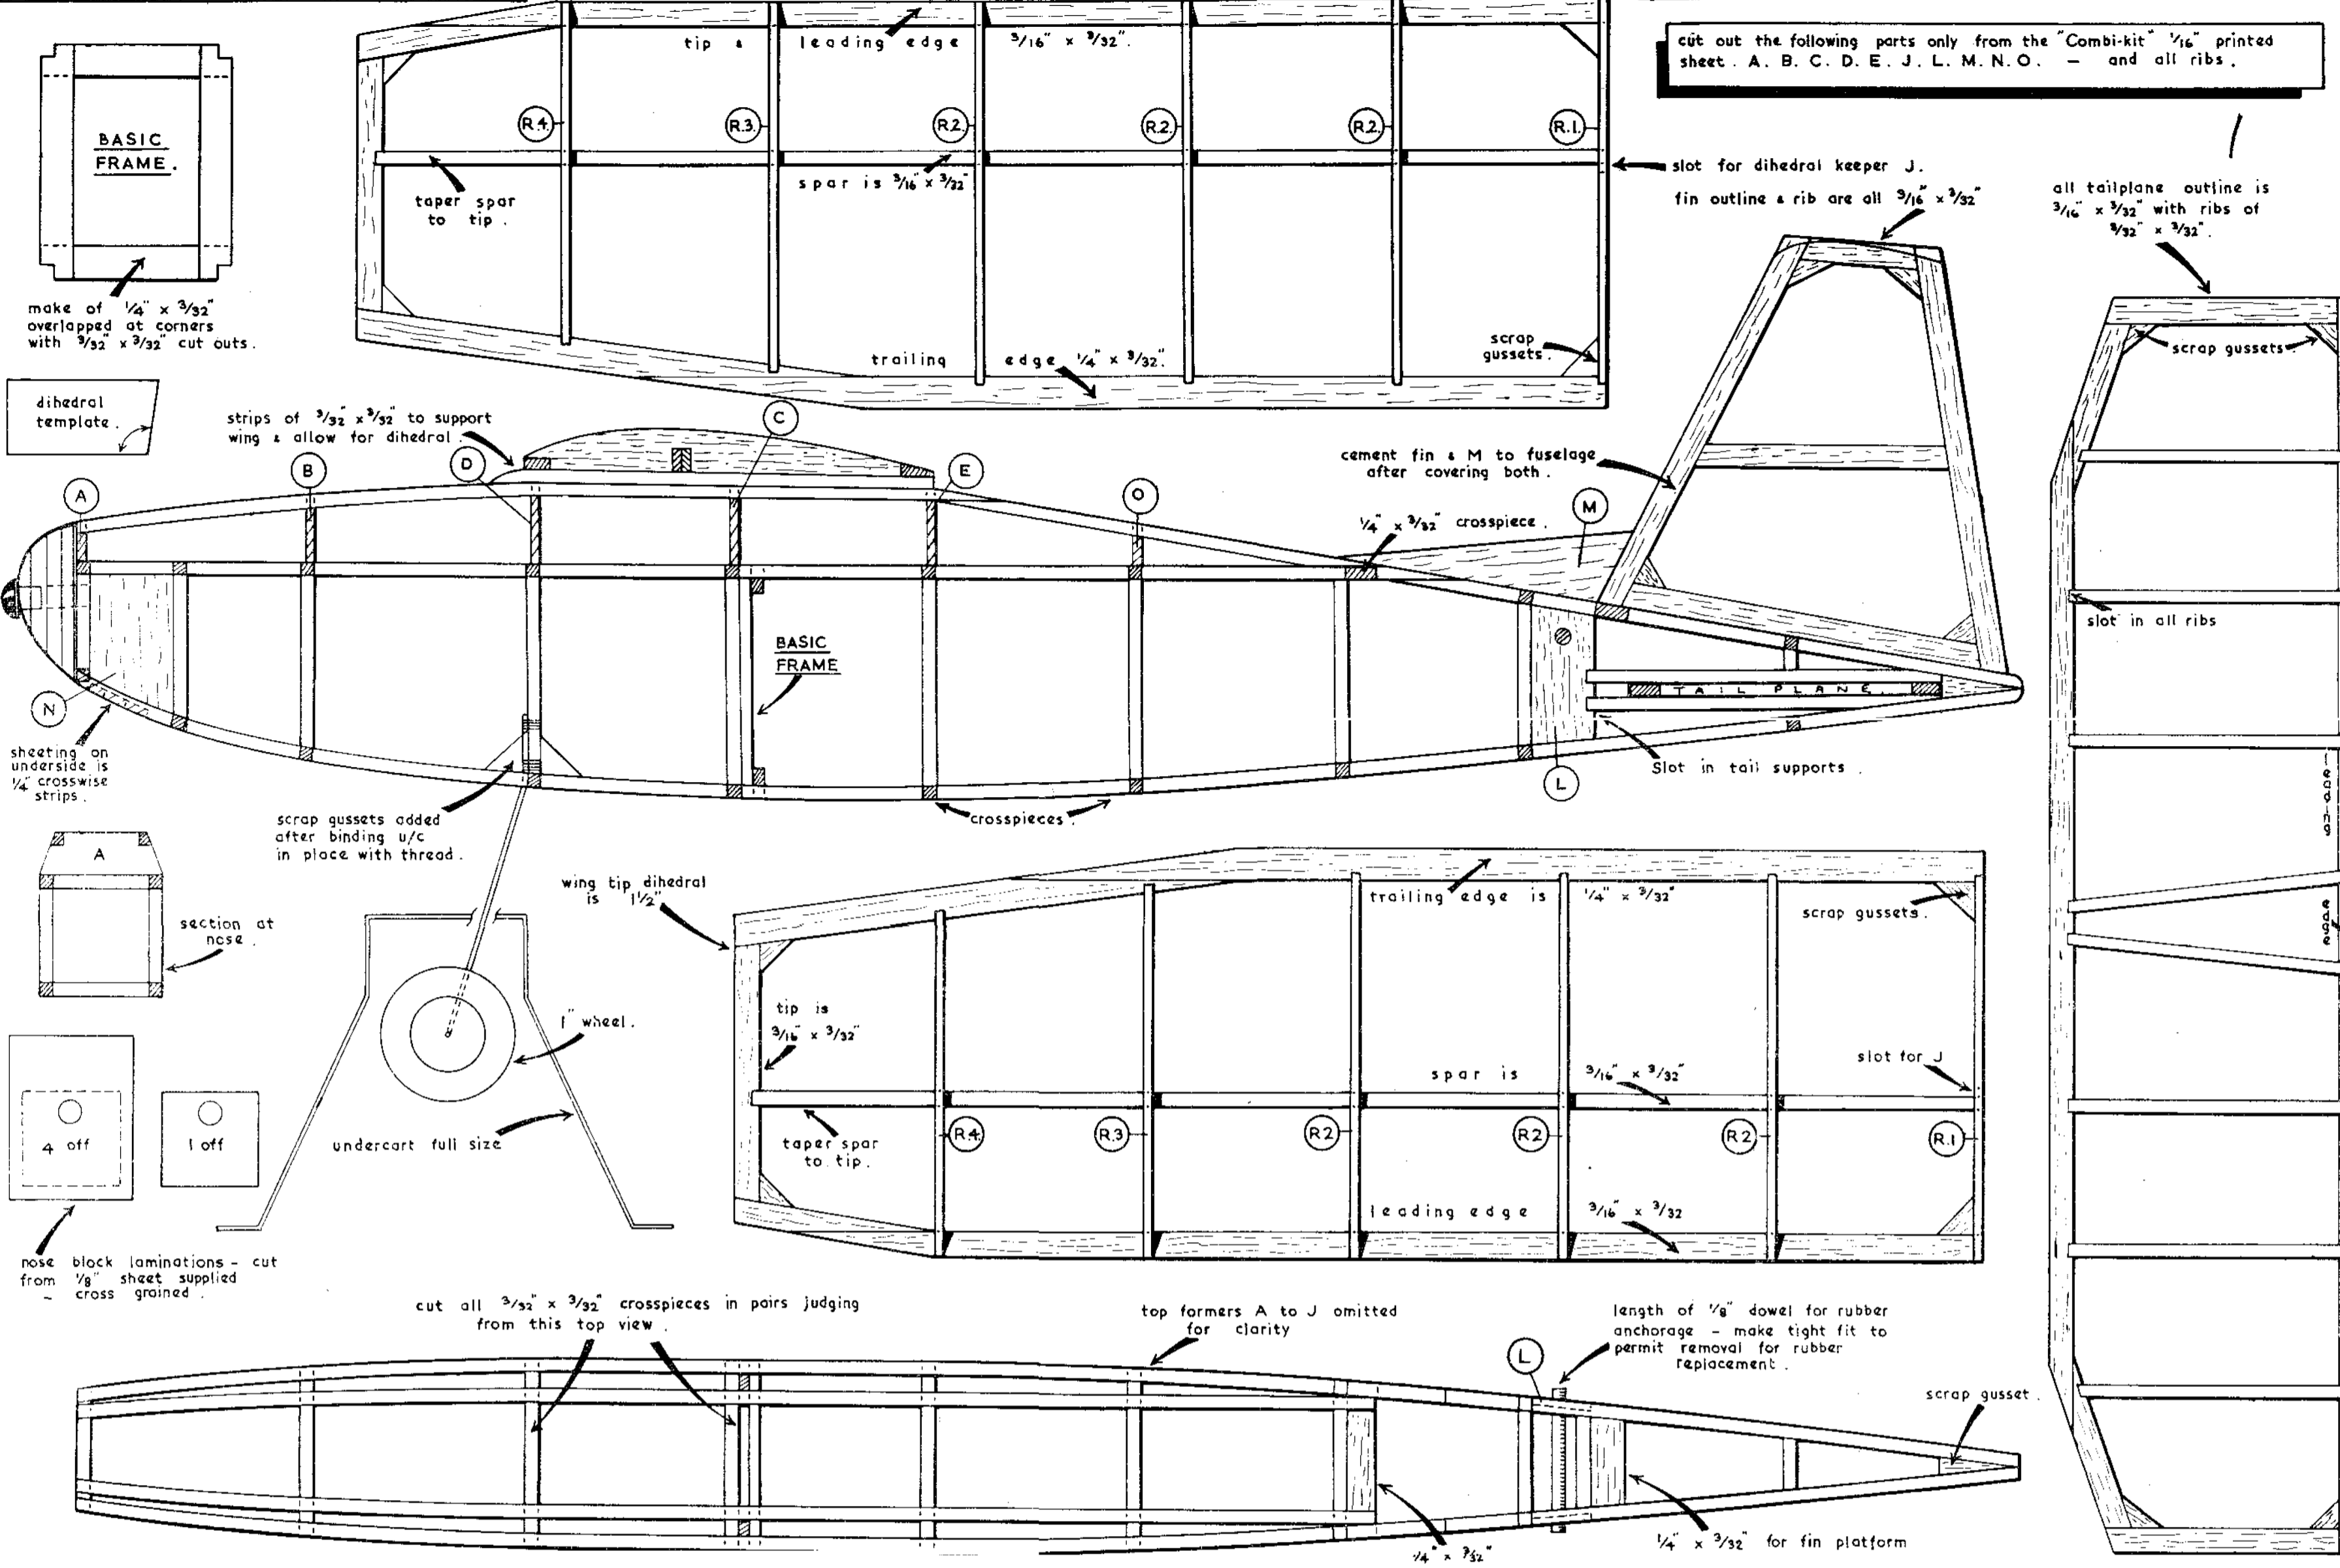 cut out the following parts only from the "Combi-kit" 1/16" printed
sheet. A. B. C. D. E. J. L. M. N. O. — and all ribs.
BASIC
FRAME.
make of 1/4" x 3/32"
overlapped at corners
with 3/32" x 3/32" cut outs.
tip & leading edge 3/16" x 3/32".
R.4.
R.3.
R.2.
R.2.
R.2.
R.1.
taper spar
to tip.
spar is 3/16" x 3/32"
slot for dihedral keeper J.
fin outline & rib are all 3/16" x 3/32"
all tailplane outline is
3/16" x 3/32" with ribs of
3/32" x 3/32".
trailing edge 1/4" x 3/32".
scrap
gussets.
scrap gussets.
slot in all ribs
leading
edge
dihedral
template.
strips of 3/32" x 3/32" to support
wing & allow for dihedral.
A
B
D
C
E
O
M
N
L
cement fin & M to fuselage
after covering both.
1/4" x 3/32" crosspiece.
BASIC
FRAME
TAIL PLANE.
Slot in tail supports.
sheeting on
underside is
1/4" crosswise
strips.
scrap gussets added
after binding u/c
in place with thread.
crosspieces.
A
section at
nose.
4 off
1 off
nose block laminations - cut
from 1/8" sheet supplied
- cross grained.
1" wheel.
undercart full size
wing tip dihedral
is 1 1/2"
trailing edge is 1/4" x 3/32"
scrap gussets.
tip is
3/16" x 3/32"
spar is 3/16" x 3/32"
slot for J
taper spar
to tip.
R.4.
R.3
R2
R2
R2
R.1
leading edge 3/16" x 3/32
cut all 3/32" x 3/32" crosspieces in pairs judging
from this top view.
top formers A to J omitted
for clarity
length of 1/8" dowel for rubber
anchorage - make tight fit to
permit removal for rubber
replacement.
L
scrap gusset.
1/4" x 3/32"
1/4" x 3/32" for fin platform